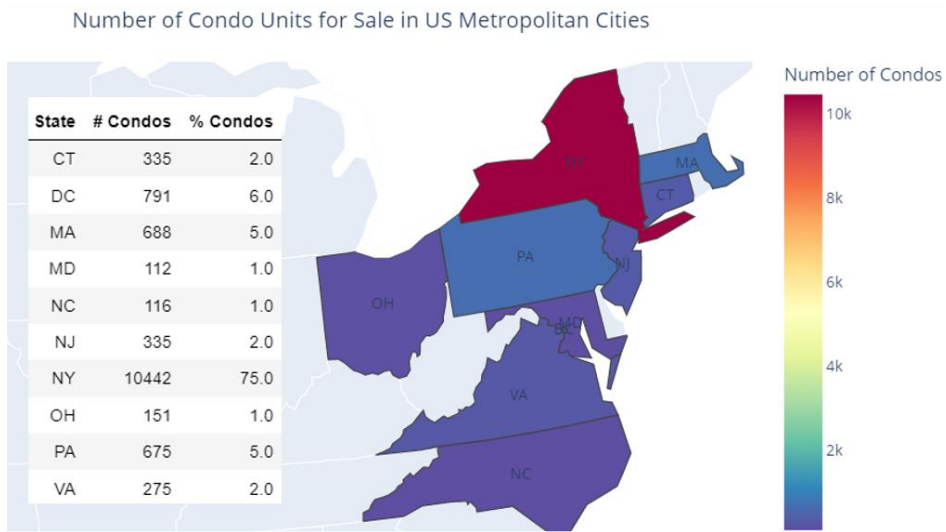 Number of Condo Units for Sale in US Metropolitan Cities
State # Condos % Condos
CT 335 2.0
DC 791 6.0
MA 688 5.0
MD 112 1.0
NC 116 1.0
NJ 335 2.0
NY 10442 75.0
OH 151 1.0
PA 675 5.0
VA 275 2.0
NY
MA
CT
PA
NJ
OH
MD
DC
VA
NC
Number of Condos
10k
8k
6k
4k
2k